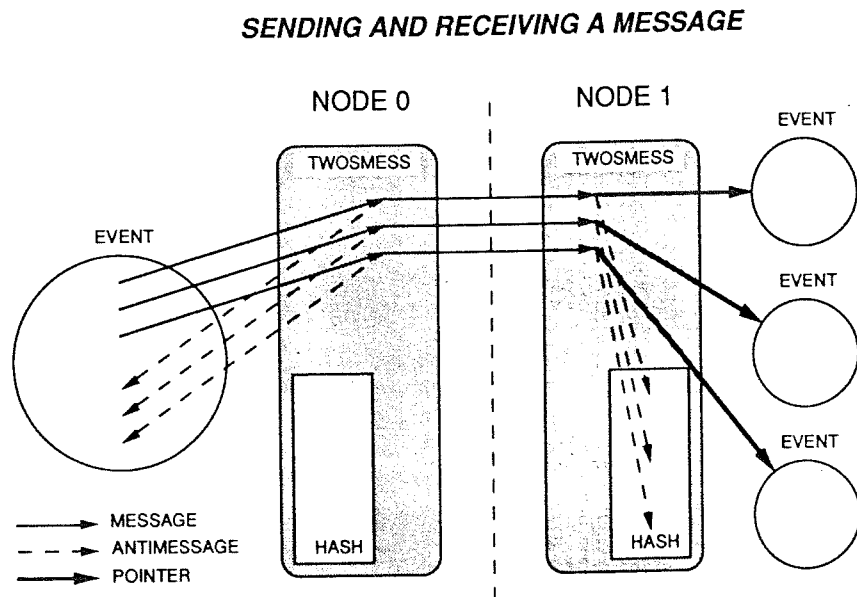 SENDING AND RECEIVING A MESSAGE
NODE 0
NODE 1
EVENT
TWOSMESS
TWOSMESS
EVENT
EVENT
EVENT
HASH
HASH
MESSAGE
ANTIMESSAGE
POINTER